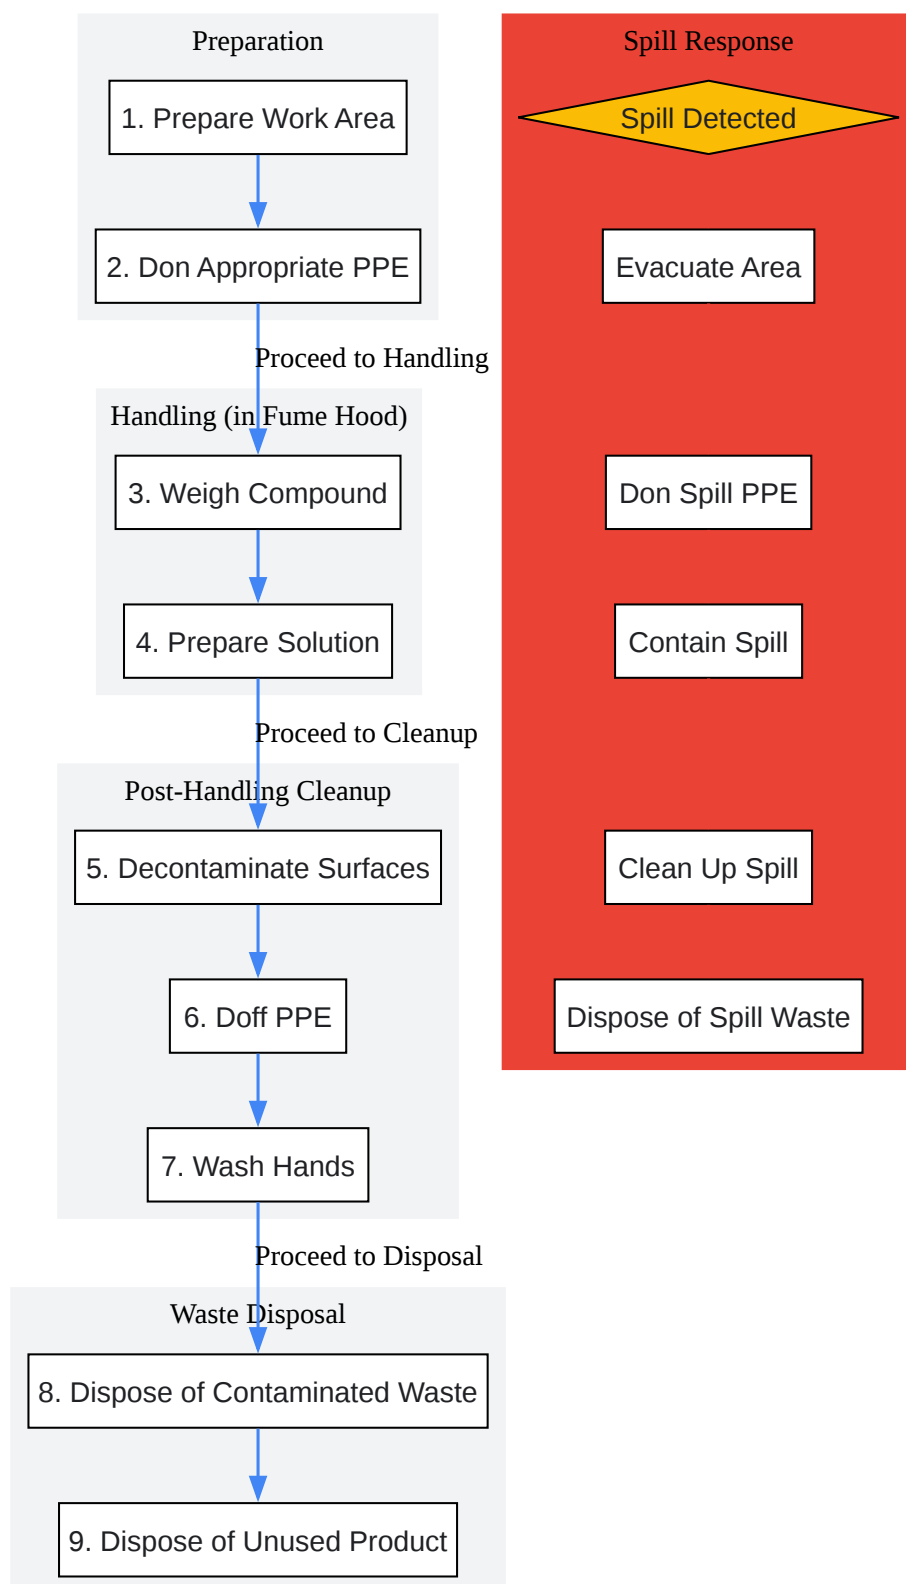 Preparation
1. Prepare Work Area
2. Don Appropriate PPE
Proceed to Handling
Handling (in Fume Hood)
3. Weigh Compound
4. Prepare Solution
Proceed to Cleanup
Post-Handling Cleanup
5. Decontaminate Surfaces
6. Doff PPE
7. Wash Hands
Proceed to Disposal
Waste Disposal
8. Dispose of Contaminated Waste
9. Dispose of Unused Product
Spill Response
Spill Detected
Evacuate Area
Don Spill PPE
Contain Spill
Clean Up Spill
Dispose of Spill Waste